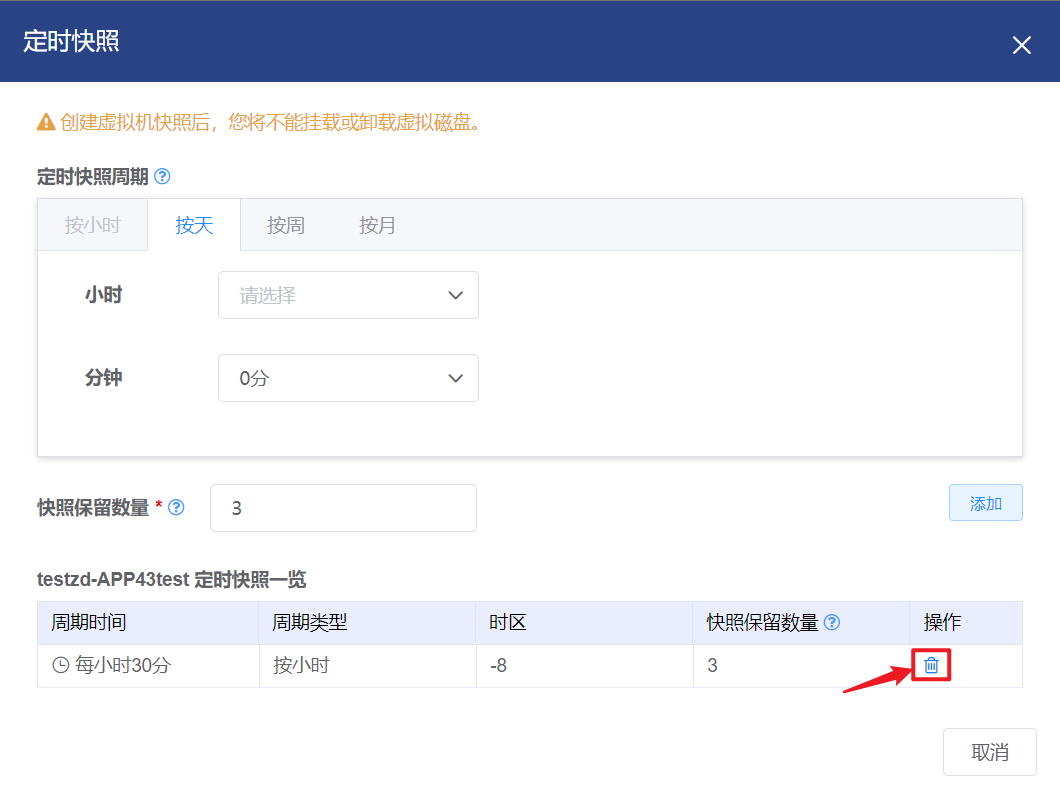 定时快照
创建虚拟机快照后，您将不能挂载或卸载虚拟磁盘。
定时快照周期
按小时 按天 按周 按月
小时 请选择
分钟 0分
快照保留数量 * 3 添加
testzd-APP43test 定时快照一览
周期时间 周期类型 时区 快照保留数量 操作
每小时30分 按小时 -8 3
取消